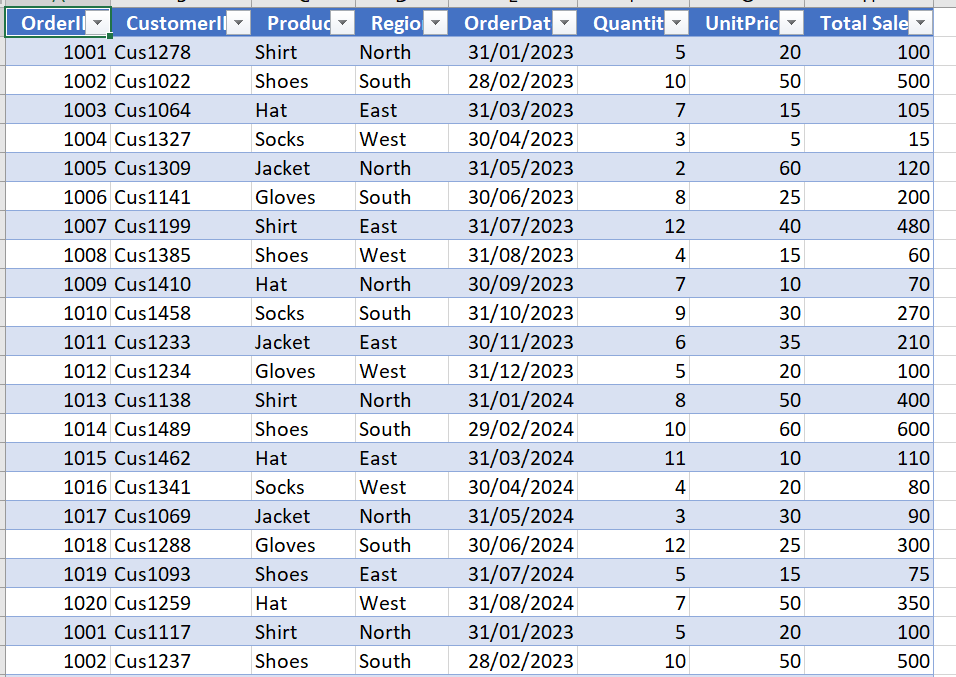 OrderI CustomerI Produc Regio OrderDat Quantit UnitPric Total Sale
1001 Cus1278 Shirt North 31/01/2023 5 20 100
1002 Cus1022 Shoes South 28/02/2023 10 50 500
1003 Cus1064 Hat East 31/03/2023 7 15 105
1004 Cus1327 Socks West 30/04/2023 3 5 15
1005 Cus1309 Jacket North 31/05/2023 2 60 120
1006 Cus1141 Gloves South 30/06/2023 8 25 200
1007 Cus1199 Shirt East 31/07/2023 12 40 480
1008 Cus1385 Shoes West 31/08/2023 4 15 60
1009 Cus1410 Hat North 30/09/2023 7 10 70
1010 Cus1458 Socks South 31/10/2023 9 30 270
1011 Cus1233 Jacket East 30/11/2023 6 35 210
1012 Cus1234 Gloves West 31/12/2023 5 20 100
1013 Cus1138 Shirt North 31/01/2024 8 50 400
1014 Cus1489 Shoes South 29/02/2024 10 60 600
1015 Cus1462 Hat East 31/03/2024 11 10 110
1016 Cus1341 Socks West 30/04/2024 4 20 80
1017 Cus1069 Jacket North 31/05/2024 3 30 90
1018 Cus1288 Gloves South 30/06/2024 12 25 300
1019 Cus1093 Shoes East 31/07/2024 5 15 75
1020 Cus1259 Hat West 31/08/2024 7 50 350
1001 Cus1117 Shirt North 31/01/2023 5 20 100
1002 Cus1237 Shoes South 28/02/2023 10 50 500